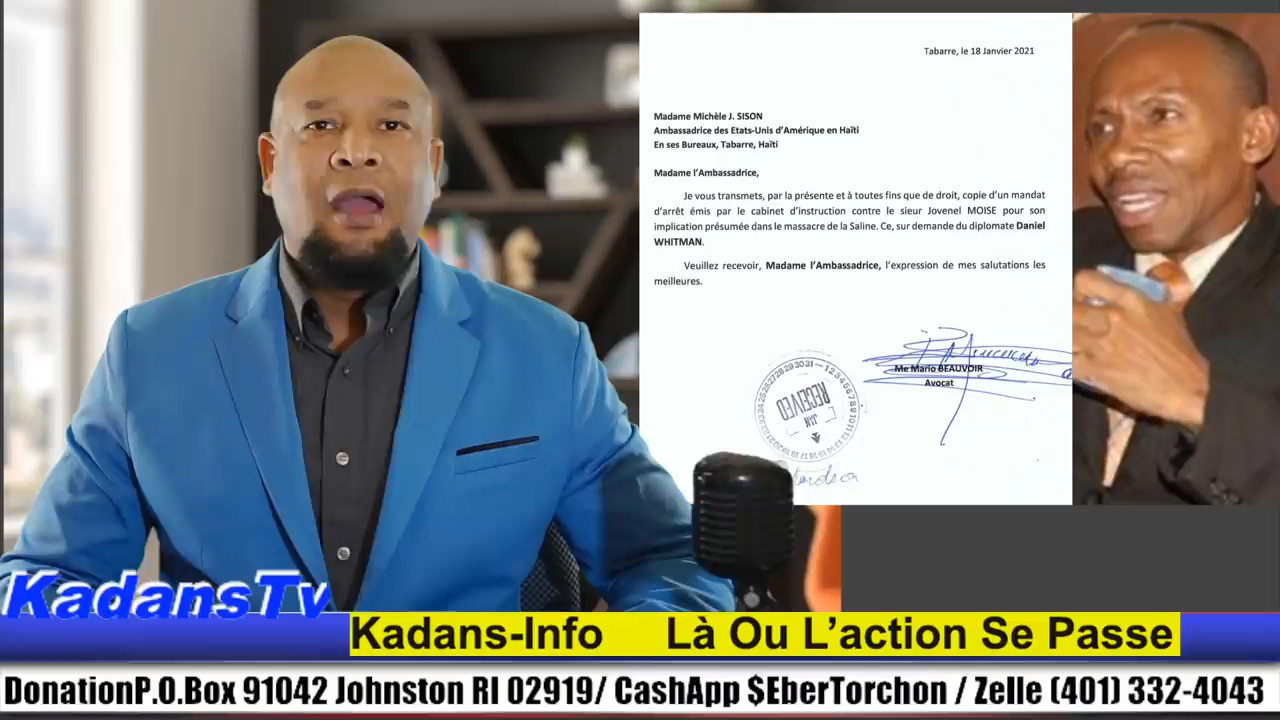 Tabarre, le 18 Janvier 2021
Madame Michèle J. SISON
Ambassadrice des Etats-Unis d'Amérique en Haïti
En ses Bureaux, Tabarre, Haïti
Madame l'Ambassadrice,
Je vous transmets, par la présente et à toutes fins que de droit, copie d'un mandat
d'arrêt émis par le cabinet d'instruction contre le sieur Jovenel MOISE pour son
implication présumée dans le massacre de la Saline. Ce, sur demande du diplomate Daniel
WHITMAN.
Veuillez recevoir, Madame l'Ambassadrice, l'expression de mes salutations les
meilleures.
Me Mario BEAUVOIR
Avocat
RECEIVED
JAN
KadansTv
Kadans-Info Là Ou L'action Se Passe
DonationP.O.Box 91042 Johnston RI 02919/ CashApp $EberTorchon / Zelle (401) 332-4043